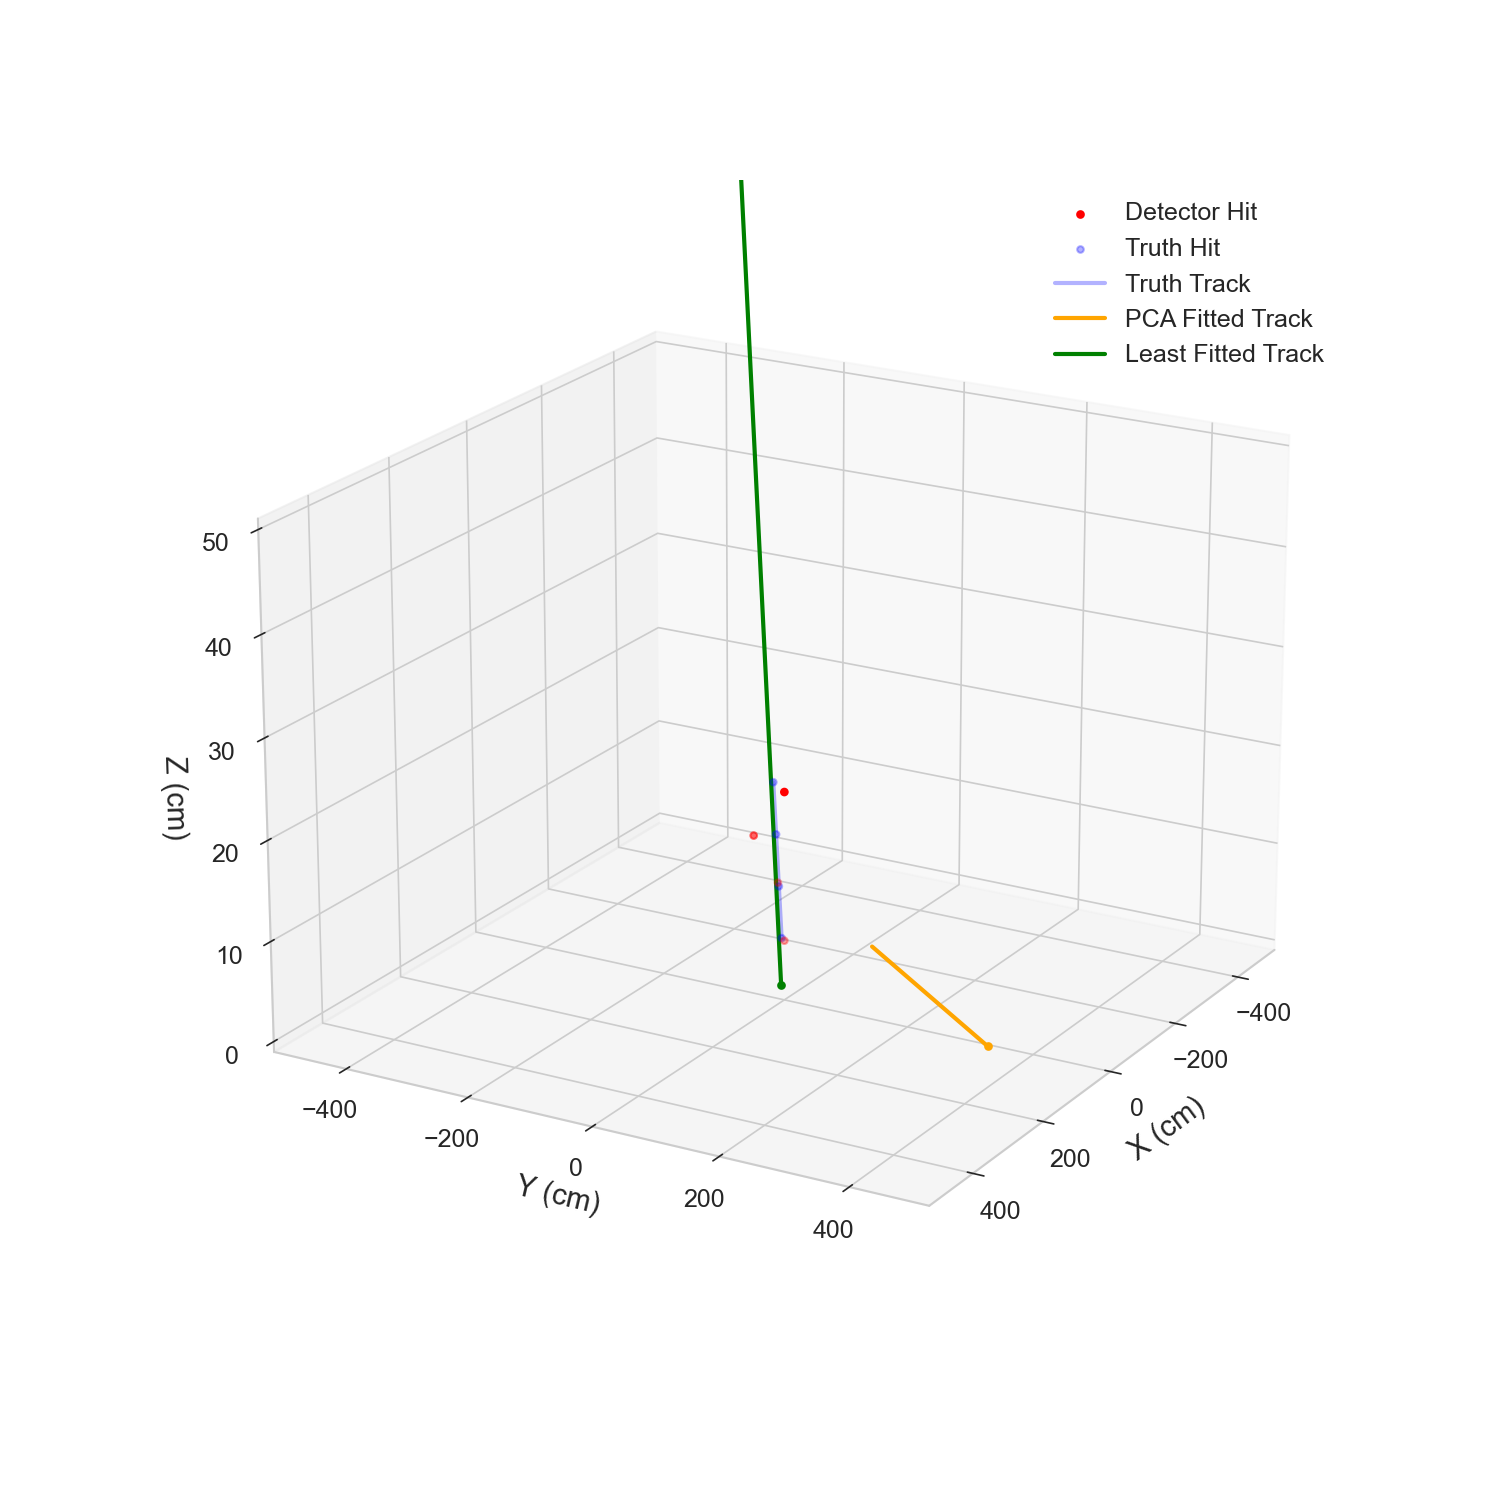 Detector Hit
Truth Hit
Truth Track
PCA Fitted Track
Least Fitted Track
50
40
30
20
10
0
Z (cm)
−400
−200
0
200
400
Y (cm)
−400
−200
0
200
400
X (cm)